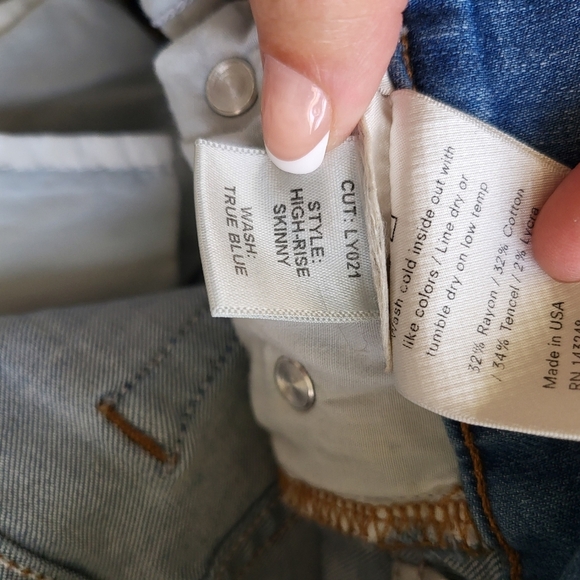 CUT: LY021
STYLE:
HIGH-RISE
SKINNY
WASH:
TRUE BLUE
Wash cold inside out with
like colors / Line dry or
tumble dry on low temp
32% Rayon / 32% Cotton
/ 34% Tencel / 2% Lycra
Made in USA
RN